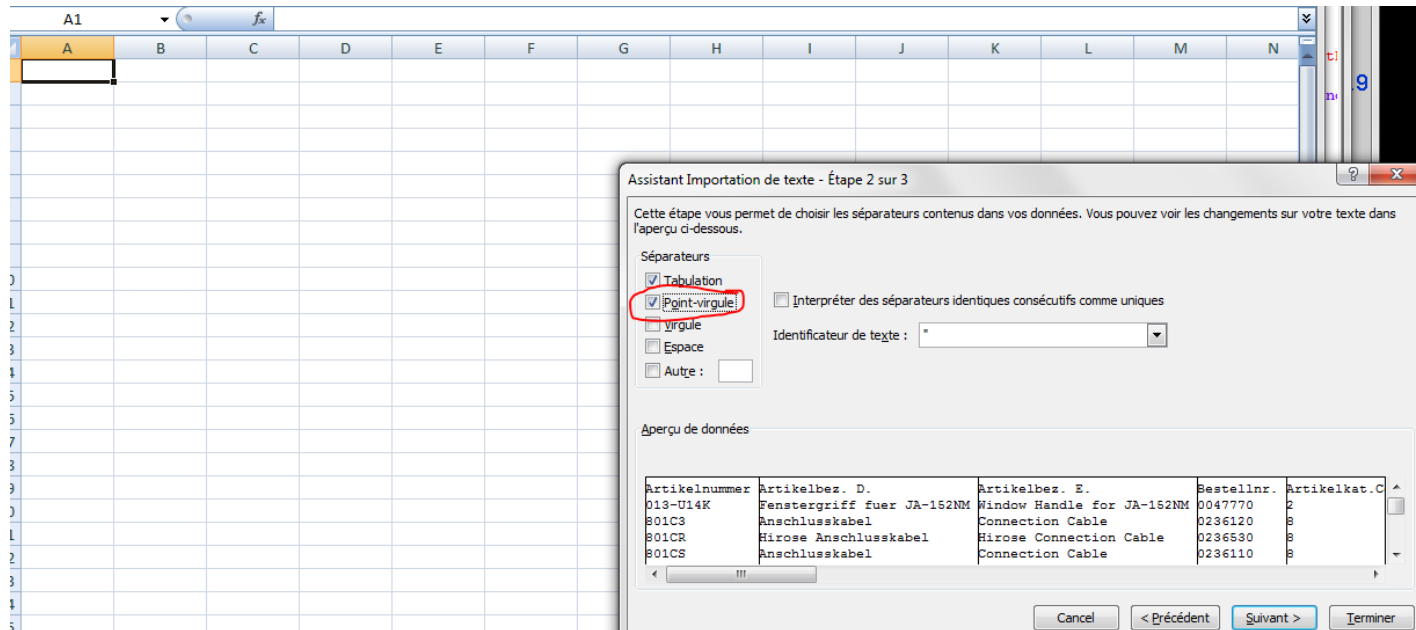 A1 fx
A B C D E F G H I J K L M N
9
Assistant Importation de texte - Étape 2 sur 3
Cette étape vous permet de choisir les séparateurs contenus dans vos données. Vous pouvez voir les changements sur votre texte dans
l'aperçu ci-dessous.
Séparateurs
Tabulation
Point-virgule
Virgule
Espace
Autre :
Interpréter des séparateurs identiques consécutifs comme uniques
Identificateur de texte : "
Aperçu de données
Artikelnummer Artikelbez. D. Artikelbez. E. Bestellnr. Artikelkat.C
013-U14K Fenstergriff fuer JA-152NM Window Handle for JA-152NM 0047770 2
801C3 Anschlusskabel Connection Cable 0236120 8
801CR Hirose Anschlusskabel Hirose Connection Cable 0236530 8
801CS Anschlusskabel Connection Cable 0236110 8
Cancel < Précédent Suivant > Terminer